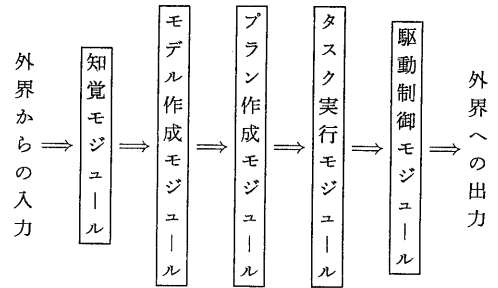 外界からの入力
知覚モジュール
モデル作成モジュール
プラン作成モジュール
タスク実行モジュール
駆動制御モジュール
外界への出力